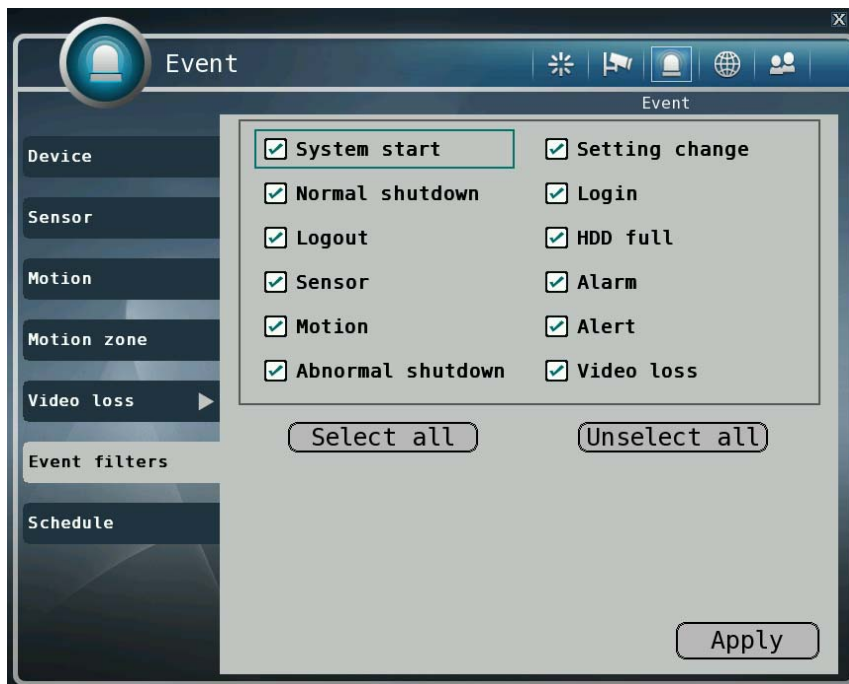 X
Event
Event
Device
Sensor
Motion
Motion zone
Video loss
Event filters
Schedule
System start
Setting change
Normal shutdown
Login
Logout
HDD full
Sensor
Alarm
Motion
Alert
Abnormal shutdown
Video loss
Select all
Unselect all
Apply